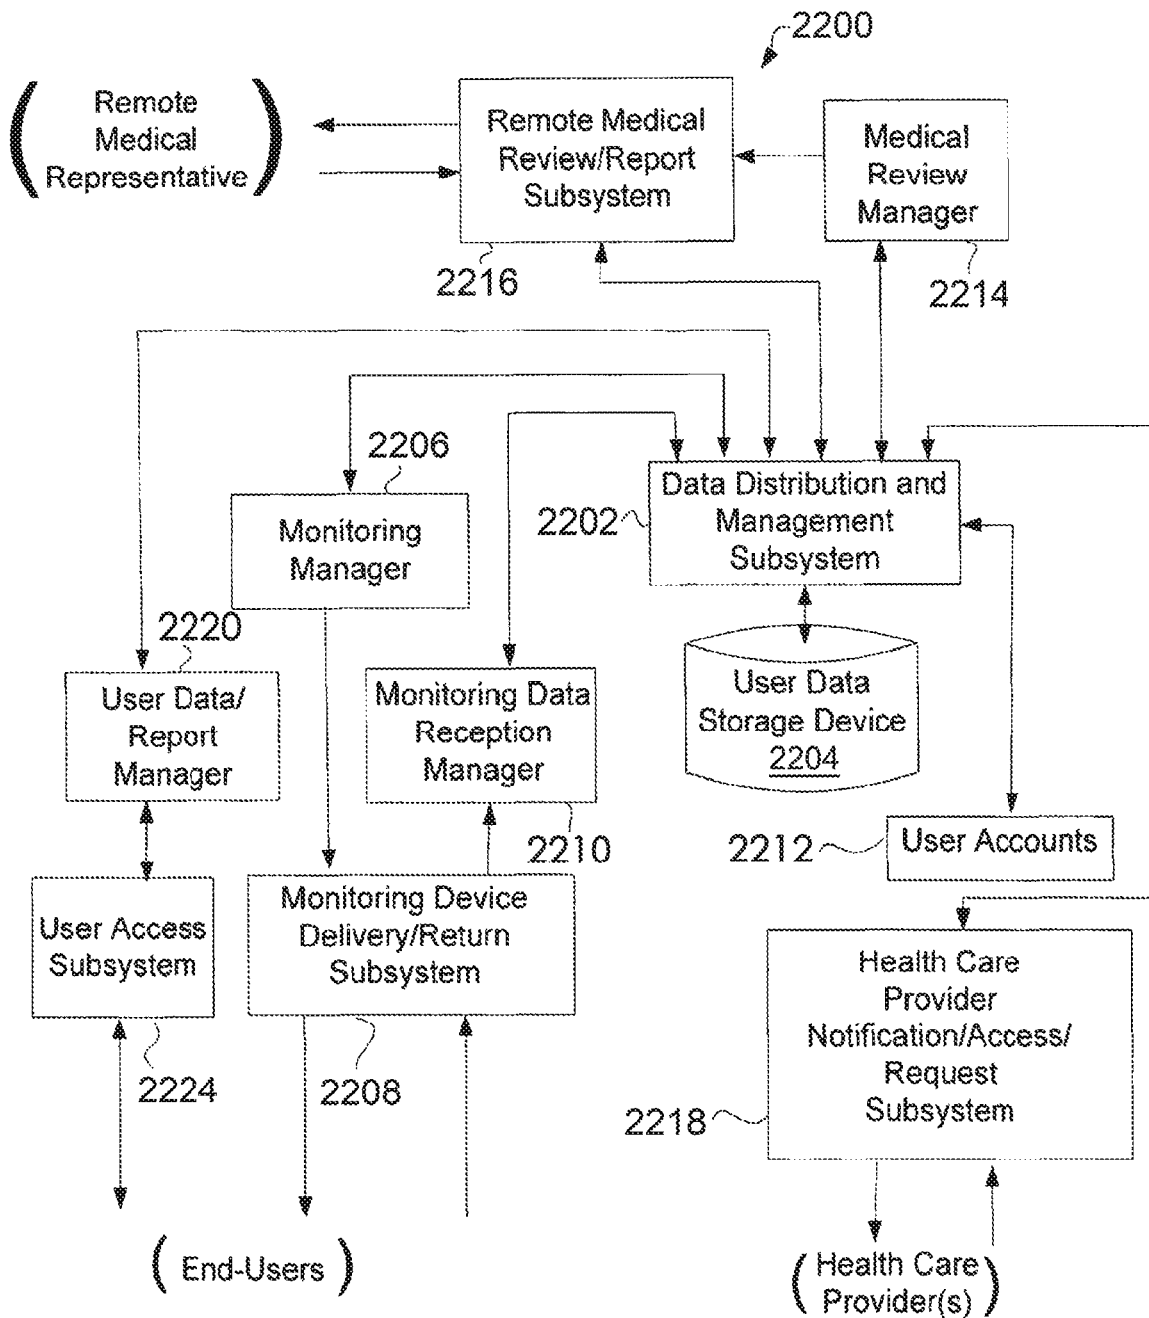 2200
Remote
Medical
Representative
Remote Medical
Review/Report
Subsystem
Medical
Review
Manager
2216
2214
2206
Monitoring
Manager
2202
Data Distribution and
Management
Subsystem
2220
User Data/
Report
Manager
Monitoring Data
Reception
Manager
User Data
Storage Device
2204
2210
2212
User Accounts
User Access
Subsystem
Monitoring Device
Delivery/Return
Subsystem
Health Care
Provider
Notification/Access/
Request
Subsystem
2224
2208
2218
(End-Users)
(Health Care
Provider(s))